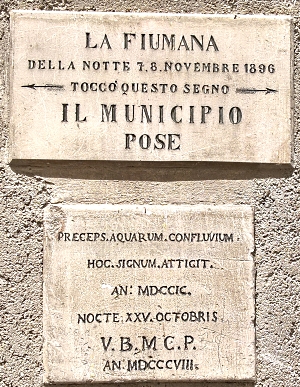 LA FIUMANA
DELLA NOTTE 7.8.NOVEMBRE 1896
TOCCÒ QUESTO SEGNO
IL MUNICIPIO
POSE
PRECEPS.AQUARUM.CONFLUVIUM.
HOC.SIGNUM.ATTIGIT.
AN: MDCCIC.
NOCTE.XXV.OCTOBRIS
V.B.M.C.P.
AN.MDCCCVIII.